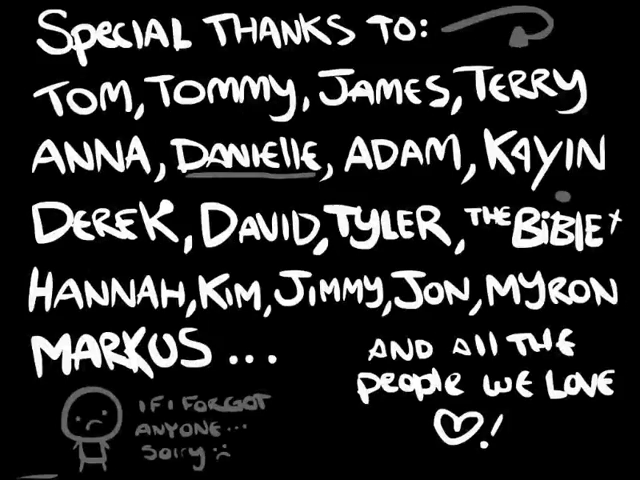 SPECIAL THANKS TO:
TOM, TOMMY, JAMES, TERRY
ANNA, DANIELLE, ADAM, KAYIN
DEREK, DAVID, TYLER, THE BIBLE
HANNAH, KIM, JIMMY, JON, MYRON
MARKUS...
AND All THE
people WE LOVE
♡!
IF I FORGOT
ANYONE...
Sorry :(